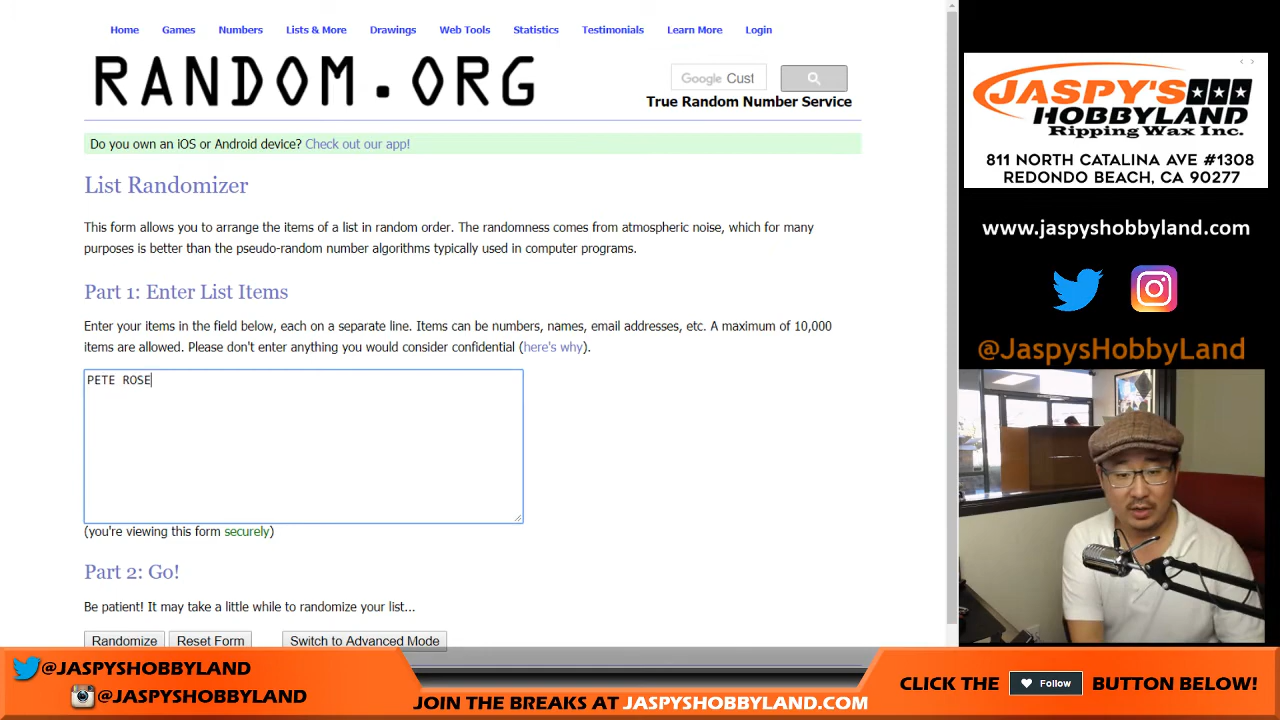 Home Games Numbers Lists & More Drawings Web Tools Statistics Testimonials Learn More Login
RANDOM.ORG
Google Cust
True Random Number Service
Do you own an iOS or Android device? Check out our app!
List Randomizer
This form allows you to arrange the items of a list in random order. The randomness comes from atmospheric noise, which for many
purposes is better than the pseudo-random number algorithms typically used in computer programs.
Part 1: Enter List Items
Enter your items in the field below, each on a separate line. Items can be numbers, names, email addresses, etc. A maximum of 10,000
items are allowed. Please don't enter anything you would consider confidential (here's why).
PETE ROSE
(you're viewing this form securely)
Part 2: Go!
Be patient! It may take a little while to randomize your list...
Randomize Reset Form Switch to Advanced Mode
JASPY'S
HOBBYLAND
Ripping Wax Inc.
811 NORTH CATALINA AVE #1308
REDONDO BEACH, CA 90277
www.jaspyshobbyland.com
@JaspysHobbyLand
@JASPYSHOBBYLAND
@JASPYSHOBBYLAND
JOIN THE BREAKS AT JASPYSHOBBYLAND.COM
CLICK THE Follow BUTTON BELOW!